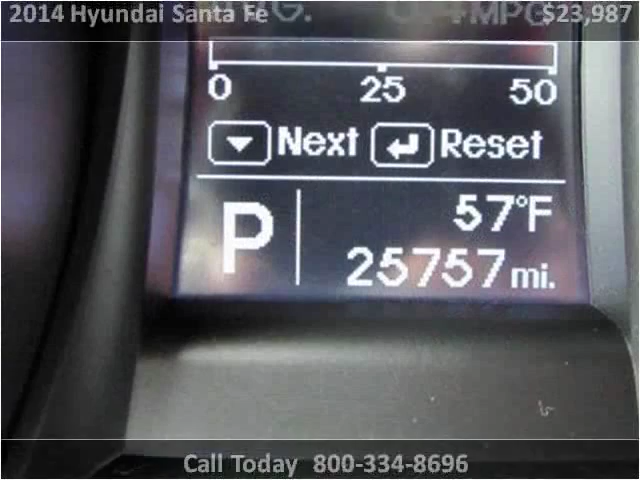 2014 Hyundai Santa Fe $23,987
MPG
0 25 50
Next Reset
57°F
P
25757 mi.
Call Today 800-334-8696